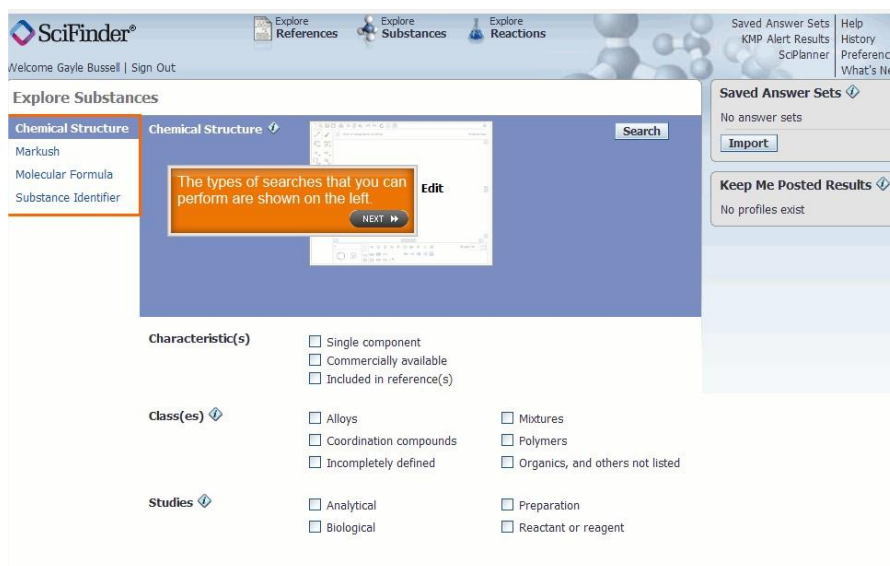 SciFinder®
Explore References
Explore Substances
Explore Reactions
Saved Answer Sets
KMP Alert Results
SciPlanner
Help
History
Preferenc
What's Ne
Welcome Gayle Bussell | Sign Out
Explore Substances
Chemical Structure
Markush
Molecular Formula
Substance Identifier
Chemical Structure
Search
The types of searches that you can
perform are shown on the left.
NEXT
Edit
Saved Answer Sets
No answer sets
Import
Keep Me Posted Results
No profiles exist
Characteristic(s)
Single component
Commercially available
Included in reference(s)
Class(es)
Alloys
Mixtures
Coordination compounds
Polymers
Incompletely defined
Organics, and others not listed
Studies
Analytical
Preparation
Biological
Reactant or reagent